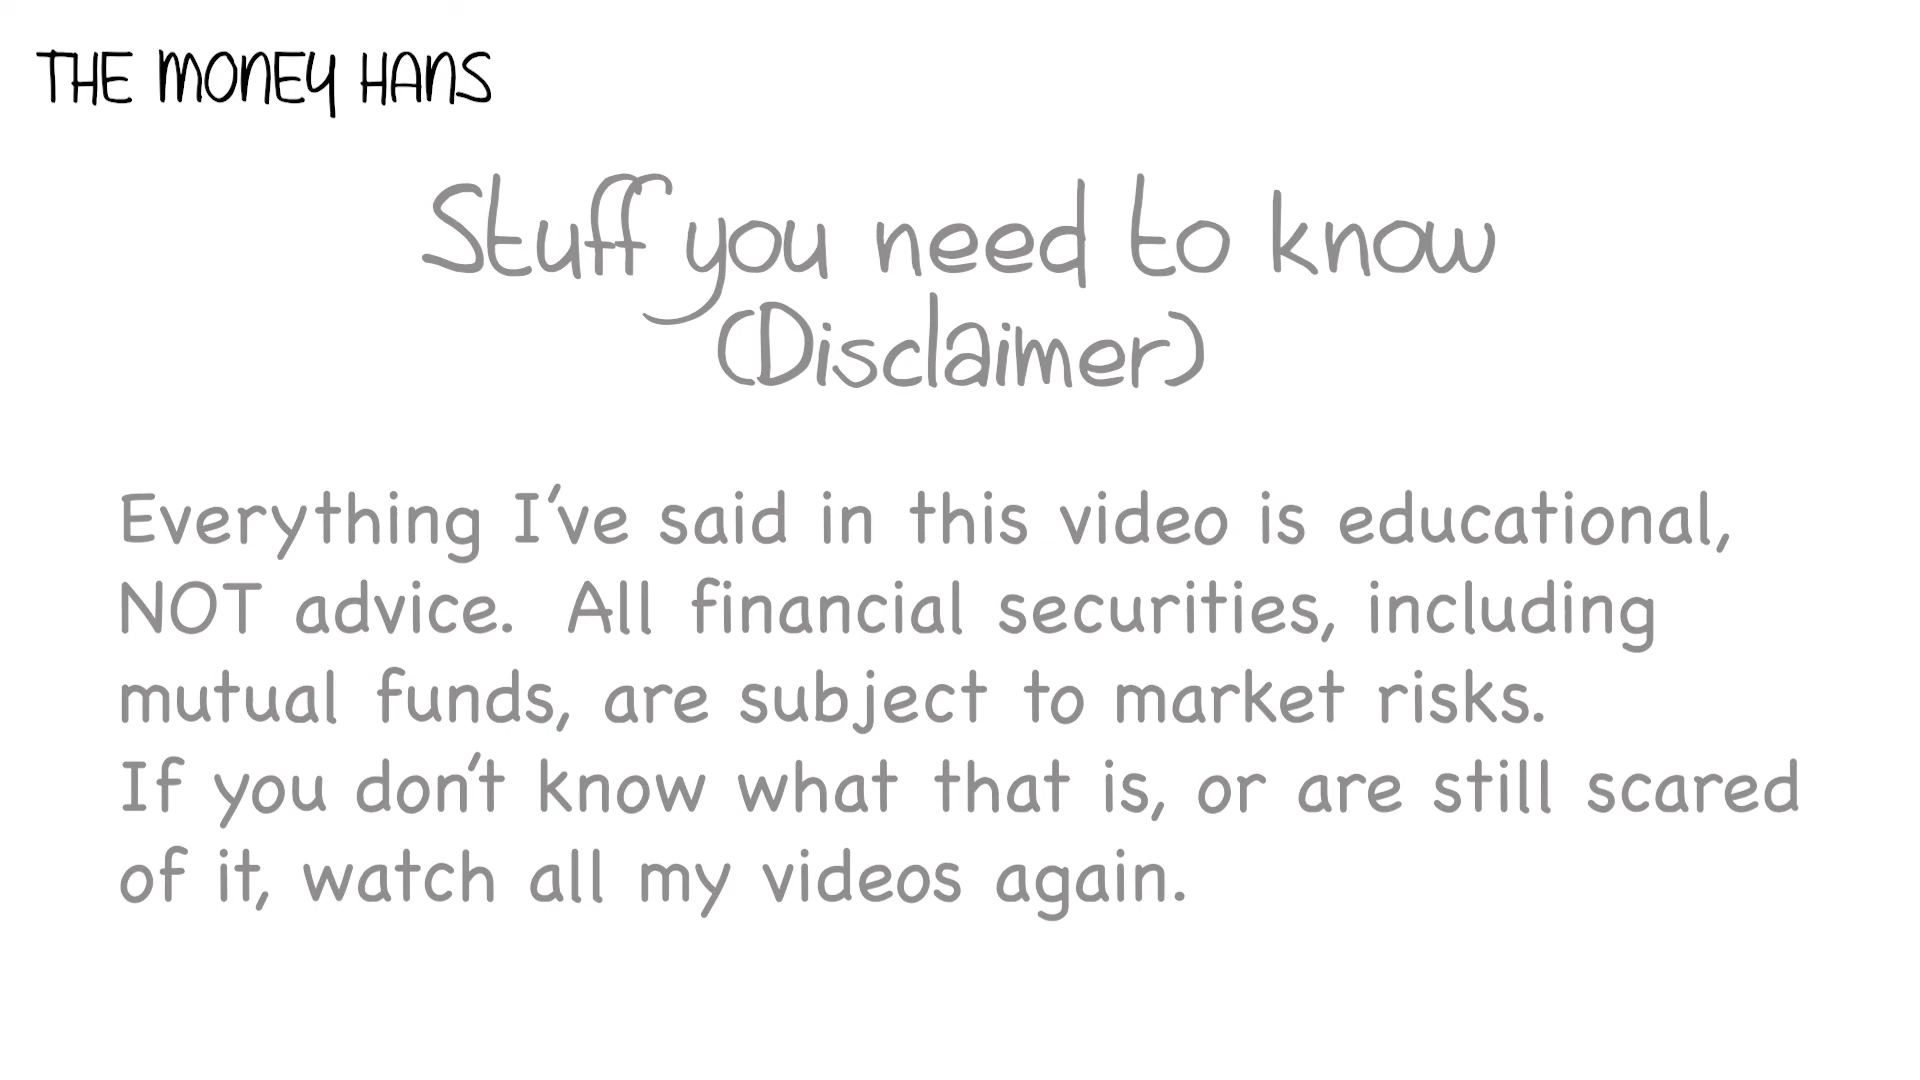 THE MONEY HANS
Stuff you need to know
(Disclaimer)
Everything I've said in this video is educational,
NOT advice.  All financial securities, including
mutual funds, are subject to market risks.
If you don't know what that is, or are still scared
of it, watch all my videos again.